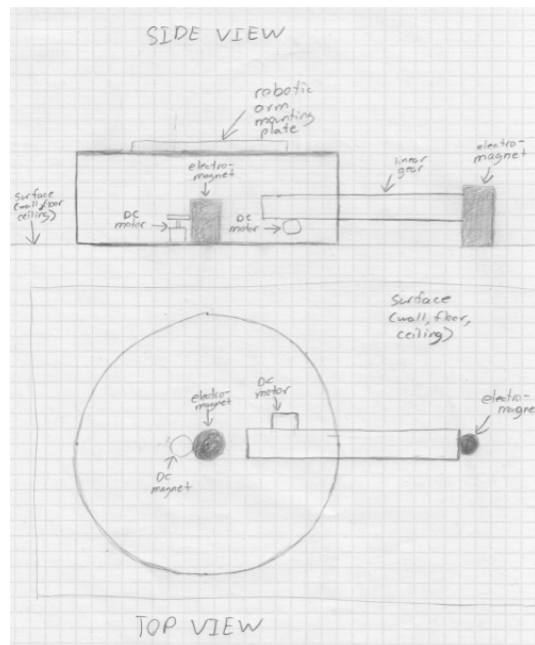 SIDE VIEW
robotic
arm
mounting
plate
electro-
magnet
linear
gear
electro-
magnet
surface
(wall, floor
ceiling)
DC
motor
DC
motor
surface
(wall, floor,
ceiling)
electro-
magnet
DC
motor
electro-
magne
DC
magnet
TOP VIEW